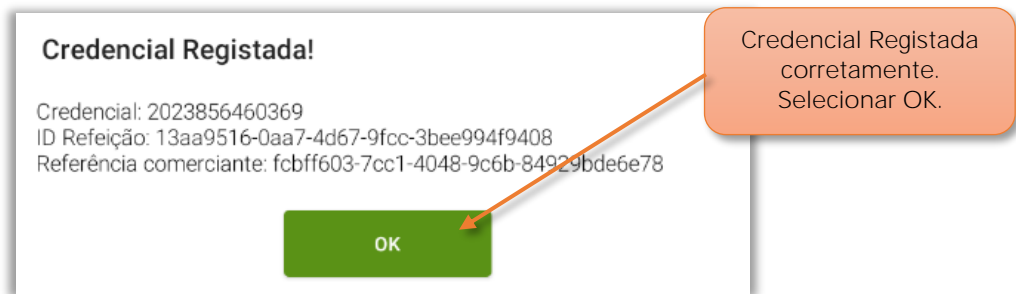 Credencial Registada!
Credencial: 2023856460369
ID Refeição: 13aa9516-0aa7-4d67-9fcc-3bee994f9408
Referência comerciante: fcbff603-7cc1-4048-9c6b-84929bde6e78
OK
Credencial Registada
corretamente.
Selecionar OK.